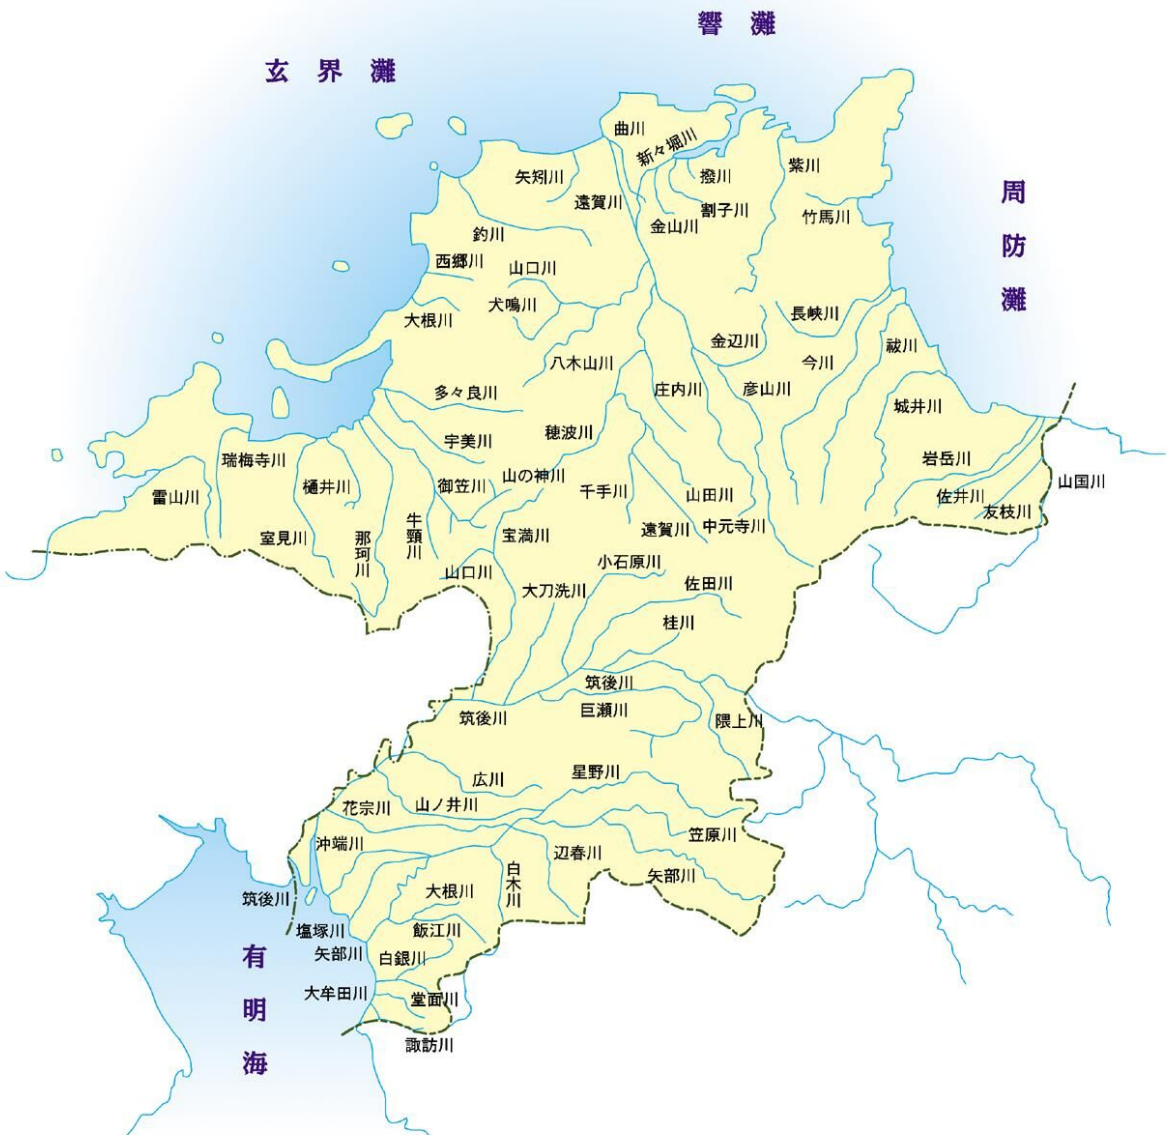 響灘
玄界灘
曲川
新々堀川
紫川
撥川
矢矧川
遠賀川
割子川
竹馬川
金山川
周防灘
釣川
西郷川
山口川
犬鳴川
大根川
長峡川
金辺川
祓川
八木山川
今川
庄内川
彦山川
多々良川
城井川
宇美川
穂波川
瑞梅寺川
岩岳川
山の神川
山国川
樋井川
御笠川
千手川
山田川
佐井川
雷山川
友枝川
牛頸川
遠賀川
中元寺川
室見川
那珂川
宝満川
小石原川
山口川
佐田川
大刀洗川
桂川
筑後川
巨瀬川
筑後川
隈上川
星野川
広川
花宗川
山ノ井川
笠原川
沖端川
辺春川
矢部川
白木川
大根川
筑後川
塩塚川
飯江川
矢部川
白銀川
有明海
大牟田川
堂面川
諏訪川